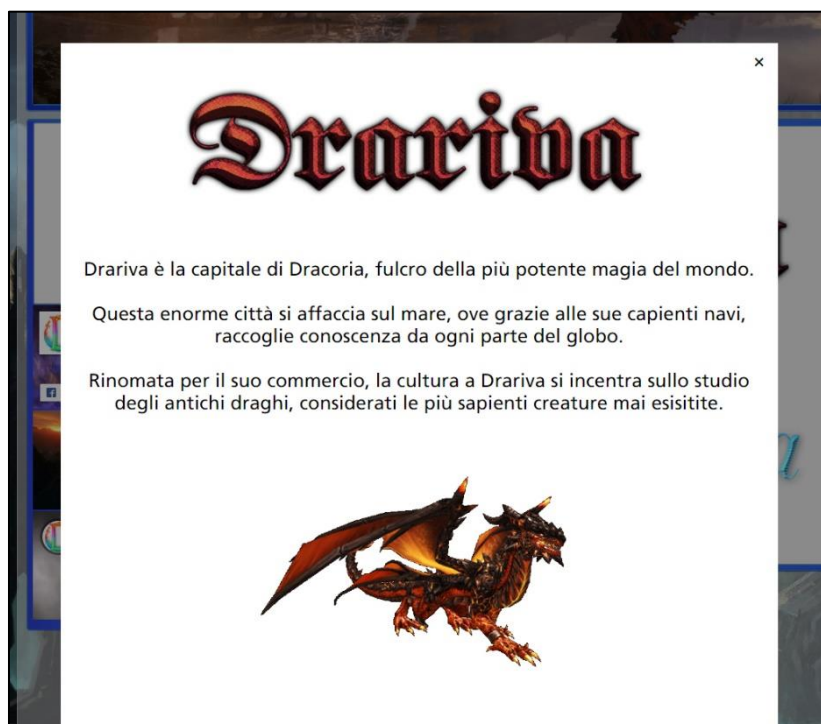 ×
Drariva
Drariva è la capitale di Dracoria, fulcro della più potente magia del mondo.
Questa enorme città si affaccia sul mare, ove grazie alle sue capienti navi,
raccoglie conoscenza da ogni parte del globo.
Rinomata per il suo commercio, la cultura a Drariva si incentra sullo studio
degli antichi draghi, considerati le più sapienti creature mai esisitite.